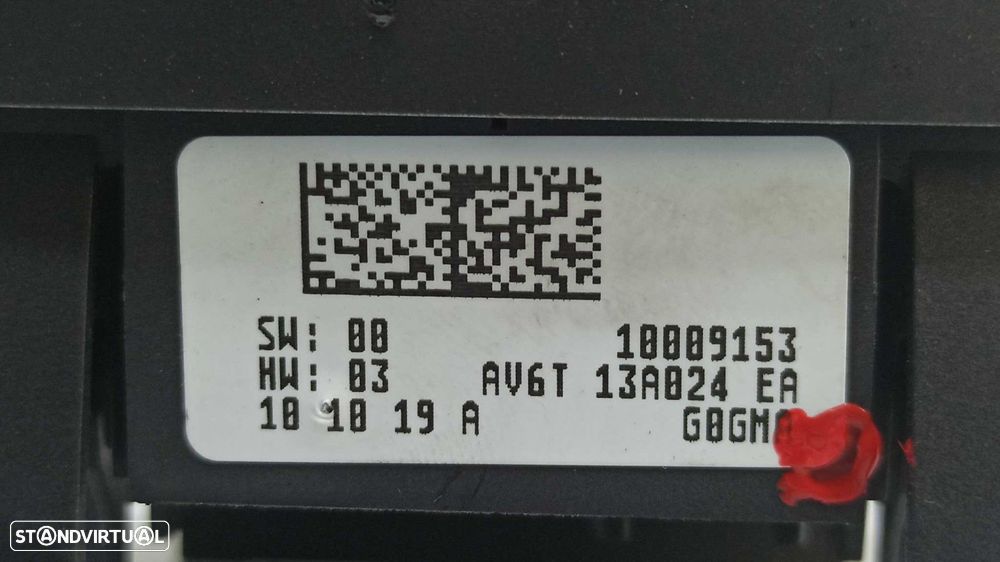 SW: 00
10009153
HW: 03
AV6T 13A024 EA
10 10 19 A
STANDVIRTUAL